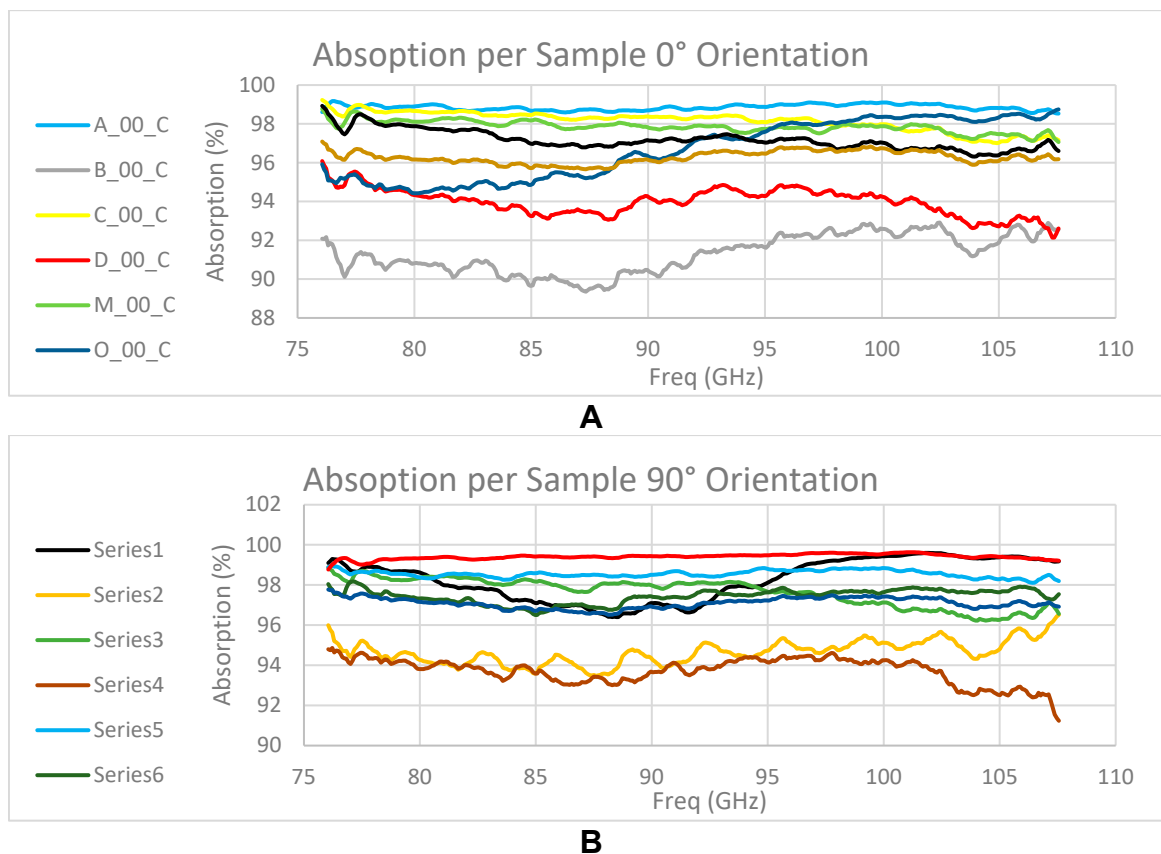 Absoption per Sample 0° Orientation
100
98
96
94
92
90
88
Absorption (%)
75 80 85 90 95 100 105 110
Freq (GHz)
A_00_C
B_00_C
C_00_C
D_00_C
M_00_C
O_00_C
A
Absoption per Sample 90° Orientation
102
100
98
96
94
92
90
Absorption (%)
75 80 85 90 95 100 105 110
Freq (GHz)
Series1
Series2
Series3
Series4
Series5
Series6
B